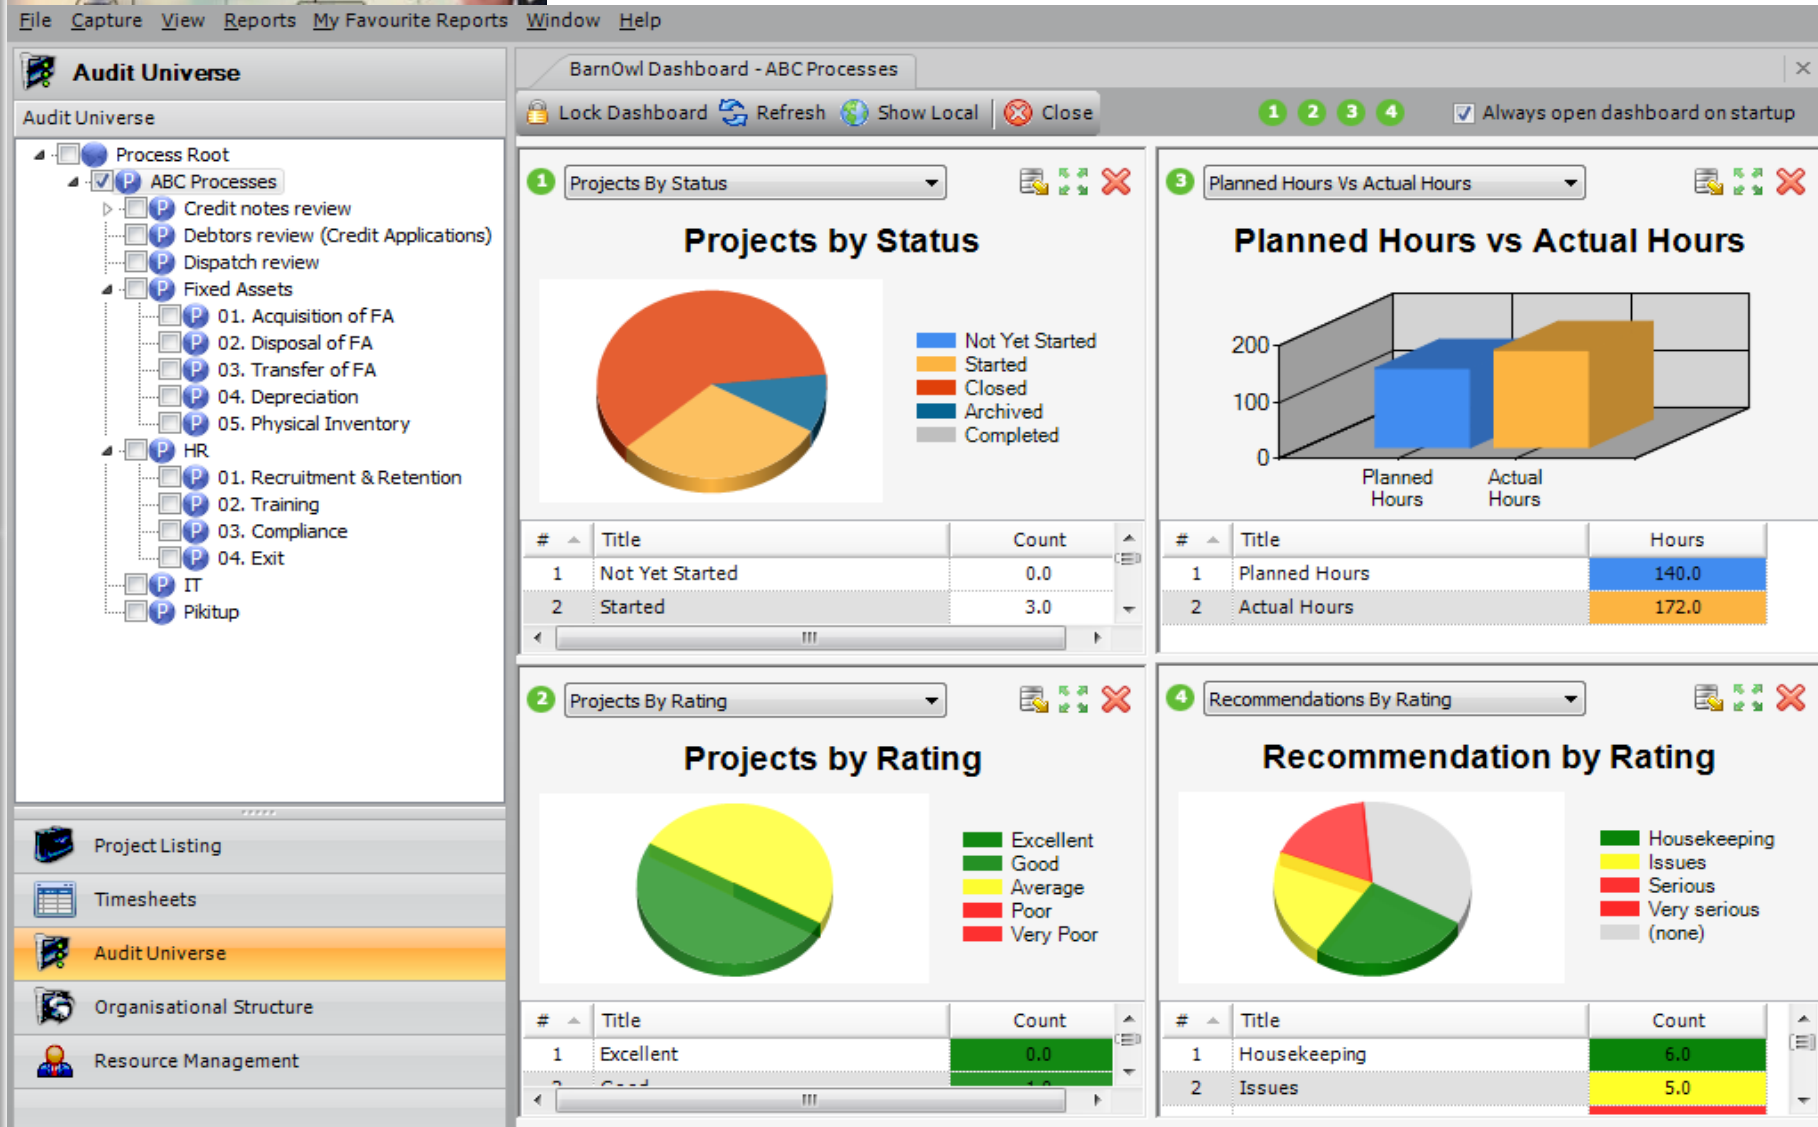 File Capture View Reports My Favourite Reports Window Help
Audit Universe
Audit Universe
Process Root
ABC Processes
Credit notes review
Debtors review (Credit Applications)
Dispatch review
Fixed Assets
01. Acquisition of FA
02. Disposal of FA
03. Transfer of FA
04. Depreciation
05. Physical Inventory
HR
01. Recruitment & Retention
02. Training
03. Compliance
04. Exit
IT
Pikitup
Project Listing
Timesheets
Audit Universe
Organisational Structure
Resource Management
BarnOwl Dashboard - ABC Processes
Lock Dashboard Refresh Show Local Close 1 2 3 4 Always open dashboard on startup
1 Projects By Status
Projects by Status
Not Yet Started
Started
Closed
Archived
Completed
# Title Count
1 Not Yet Started 0.0
2 Started 3.0
3 Planned Hours Vs Actual Hours
Planned Hours vs Actual Hours
200
100
0
Planned Hours
Actual Hours
# Title Hours
1 Planned Hours 140.0
2 Actual Hours 172.0
2 Projects By Rating
Projects by Rating
Excellent
Good
Average
Poor
Very Poor
# Title Count
1 Excellent 0.0
2 Good 1.0
4 Recommendations By Rating
Recommendation by Rating
Housekeeping
Issues
Serious
Very serious
(none)
# Title Count
1 Housekeeping 6.0
2 Issues 5.0